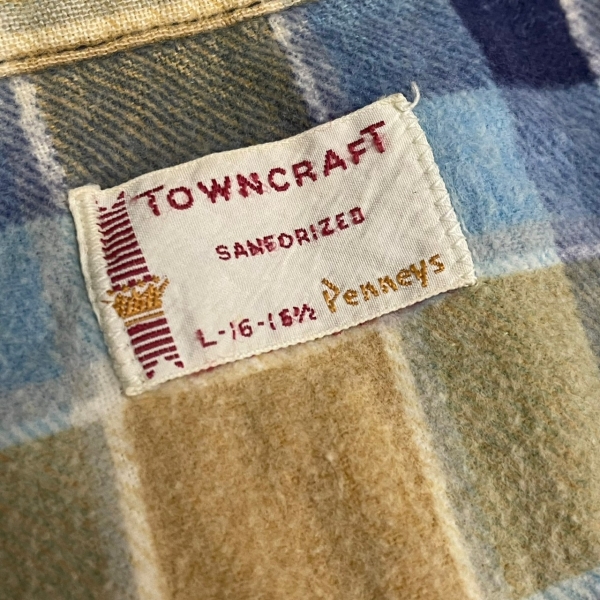 TOWNCRAFT
SANFORIZED
L-16-16½ Penneys